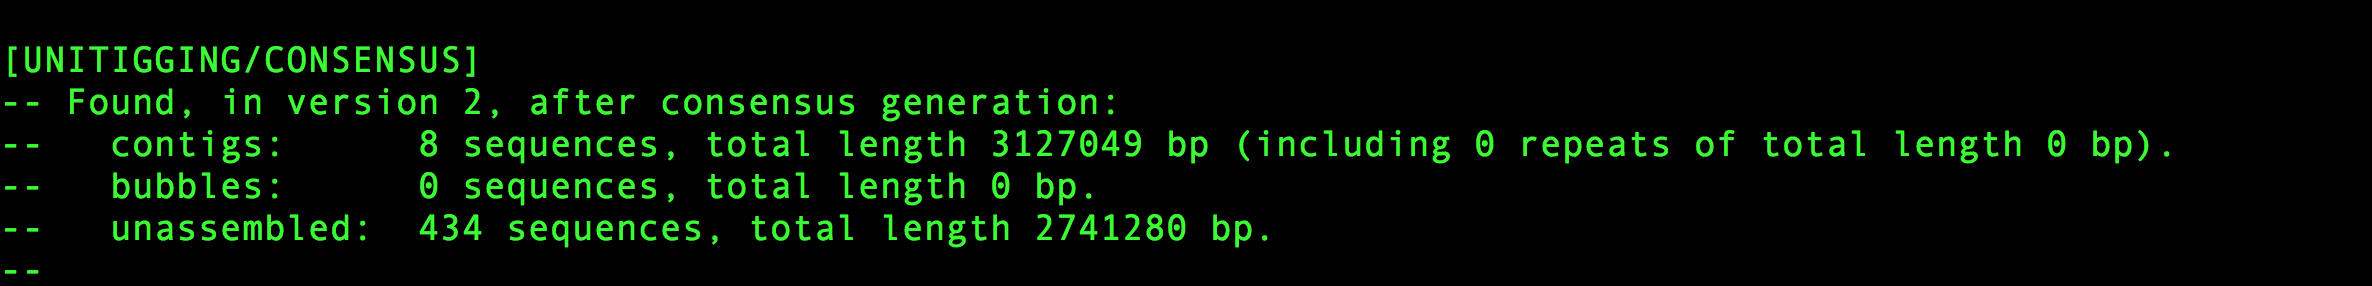 [UNITIGGING/CONSENSUS]
-- Found, in version 2, after consensus generation:
--   contigs:      8 sequences, total length 3127049 bp (including 0 repeats of total length 0 bp).
--   bubbles:      0 sequences, total length 0 bp.
--   unassembled:  434 sequences, total length 2741280 bp.
--